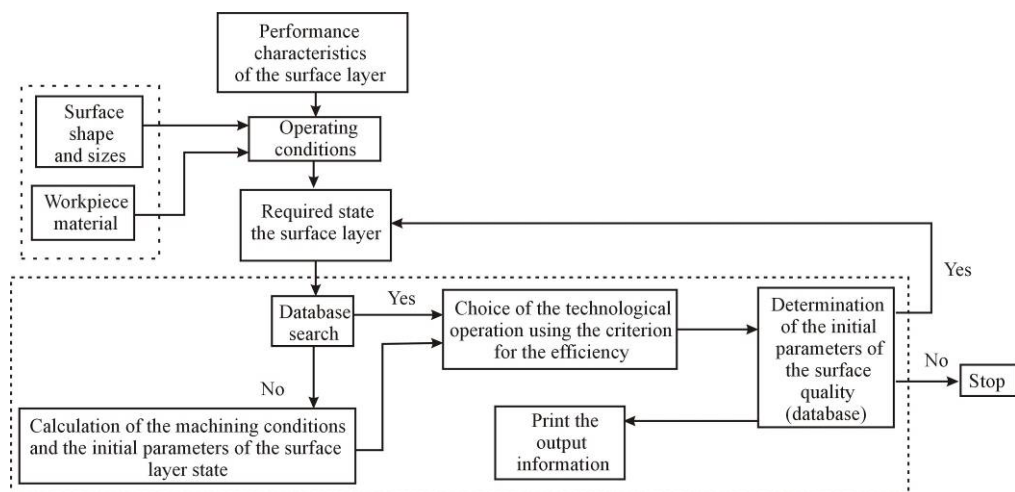 Performance
characteristics
of the surface layer
Surface
shape
and sizes
Operating
conditions
Workpiece
material
Required state
the surface layer
Yes
Database
search
Yes
Choice of the technological
operation using the criterion
for the efficiency
Determination
of the initial
parameters of
the surface
quality
(database)
No
Stop
No
Calculation of the machining conditions
and the initial parameters of the surface
layer state
Print the
output
information